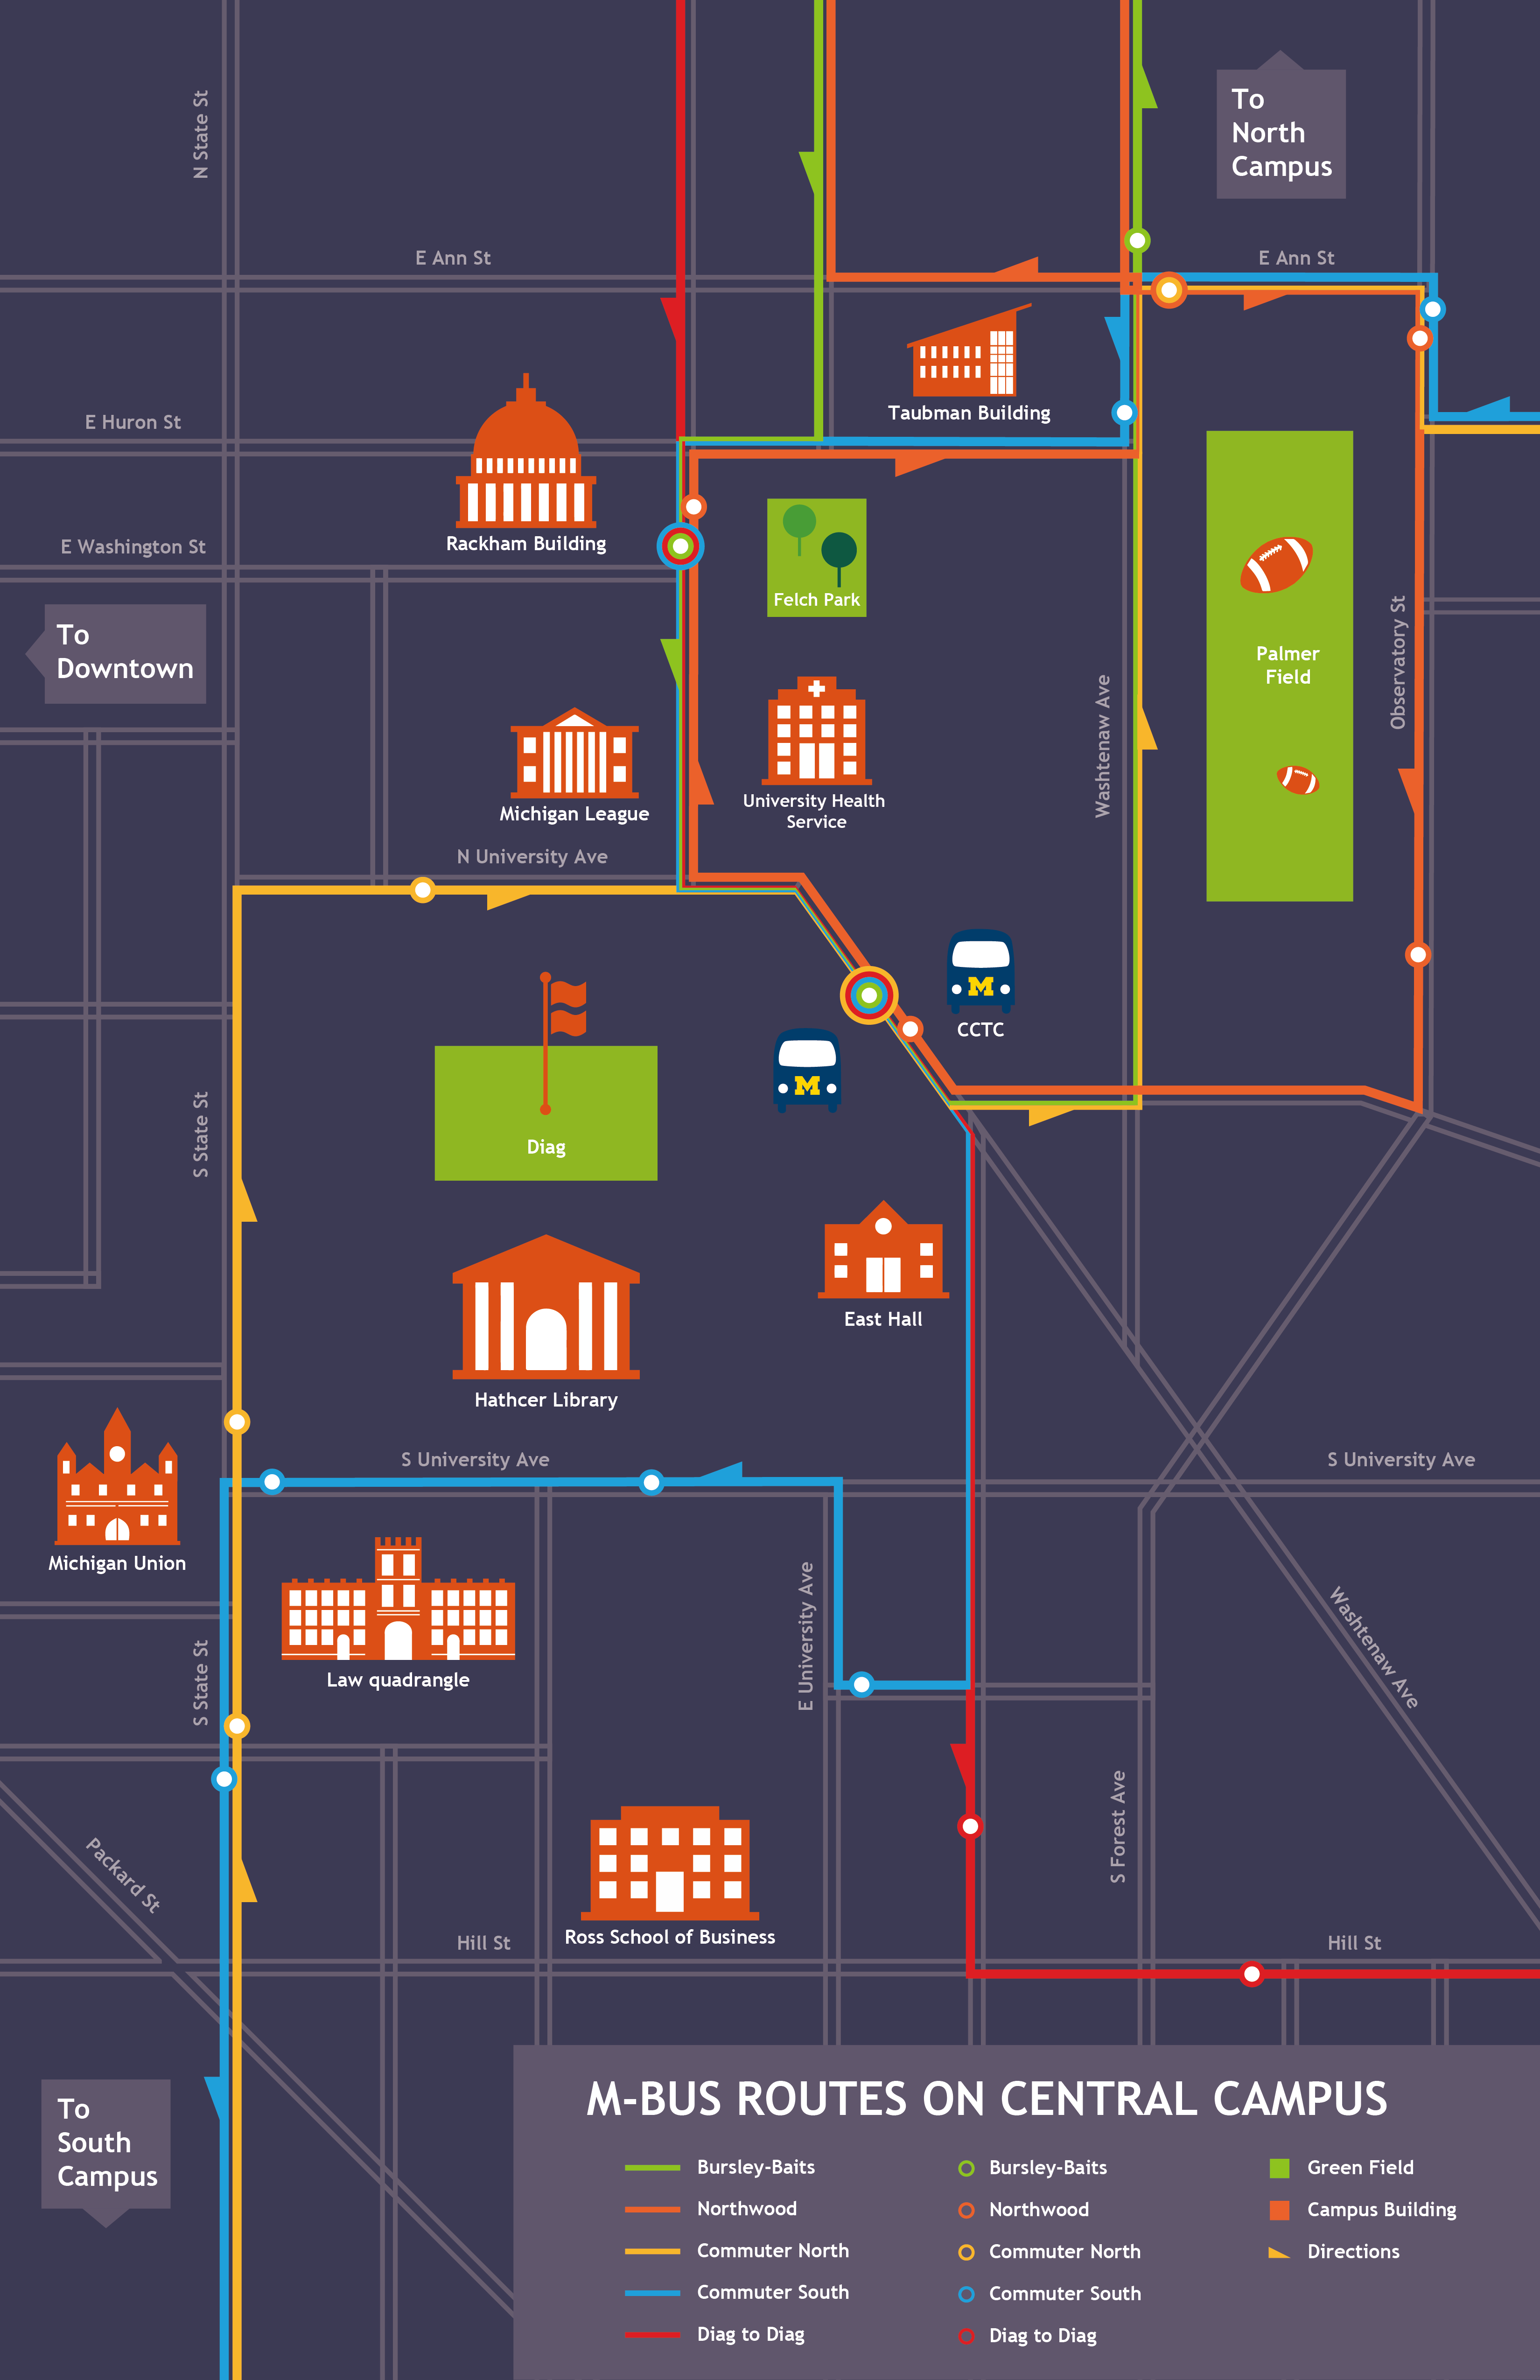 N State St
To
North
Campus
E Ann St
E Ann St
Taubman Building
E Huron St
Rackham Building
E Washington St
Felch Park
To
Downtown
Palmer
Field
Observatory St
Washtenaw Ave
Michigan League
University Health
Service
N University Ave
M
CCTC
M
S State St
Diag
East Hall
Hathcer Library
S University Ave
S University Ave
Michigan Union
E University Ave
Washtenaw Ave
Law quadrangle
S State St
S Forest Ave
Packard St
Ross School of Business
Hill St
Hill St
To
South
Campus
M-BUS ROUTES ON CENTRAL CAMPUS
Bursley-Baits
Northwood
Commuter North
Commuter South
Diag to Diag
Bursley-Baits
Northwood
Commuter North
Commuter South
Diag to Diag
Green Field
Campus Building
Directions